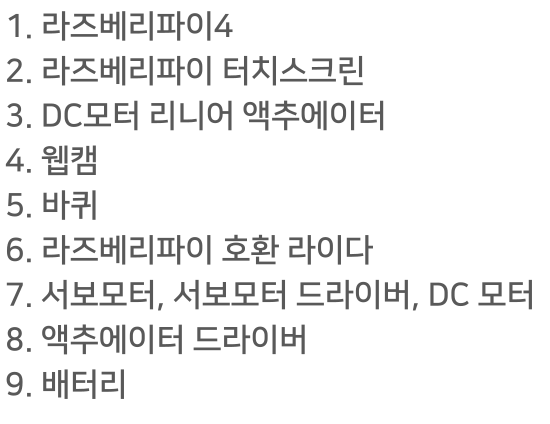 1. 라즈베리파이4
2. 라즈베리파이 터치스크린
3. DC모터 리니어 액추에이터
4. 웹캠
5. 바퀴
6. 라즈베리파이 호환 라이다
7. 서보모터, 서보모터 드라이버, DC 모터
8. 액추에이터 드라이버
9. 배터리